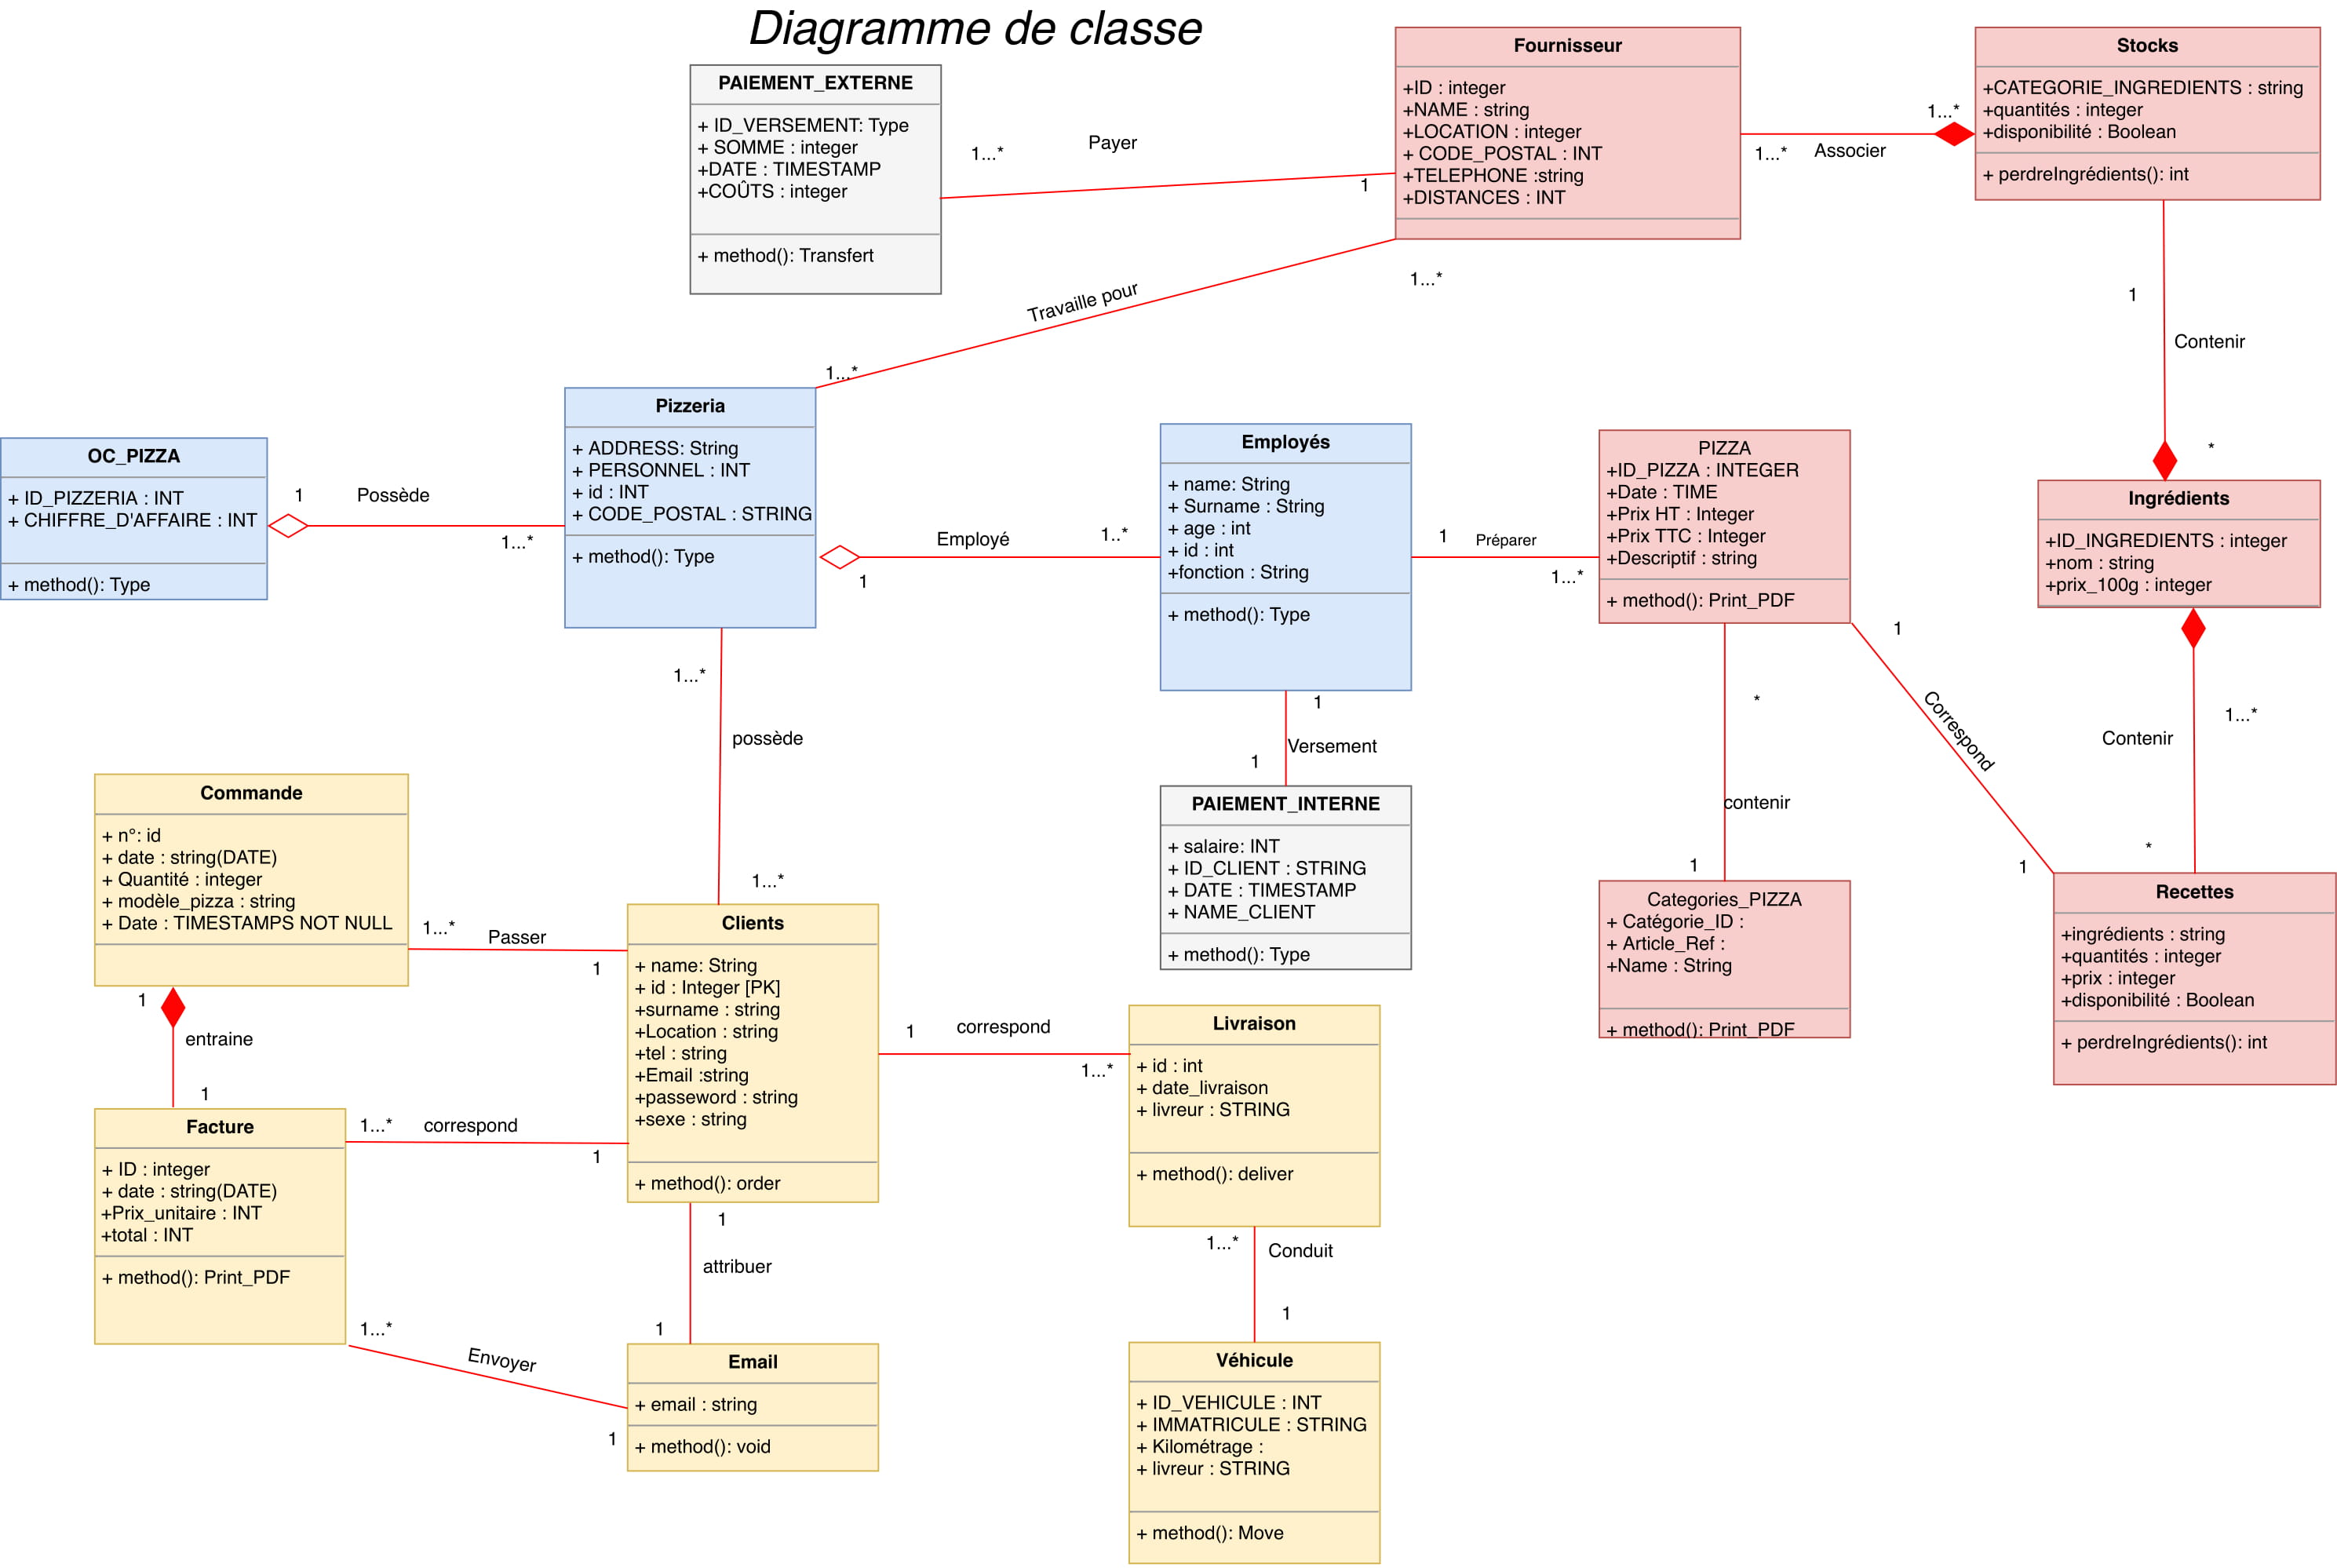 Diagramme de classe
PAIEMENT_EXTERNE
+ ID_VERSEMENT: Type
+ SOMME : integer
+DATE : TIMESTAMP
+COÛTS : integer
+ method(): Transfert
1...*
Payer
1
Fournisseur
+ID : integer
+NAME : string
+LOCATION : integer
+ CODE_POSTAL : INT
+TELEPHONE :string
+DISTANCES : INT
1...*
Associer
1...*
Stocks
+CATEGORIE_INGREDIENTS : string
+quantités : integer
+disponibilité : Boolean
+ perdreIngrédients(): int
1...*
Travaille pour
1...*
1
Contenir
*
OC_PIZZA
+ ID_PIZZERIA : INT
+ CHIFFRE_D'AFFAIRE : INT
+ method(): Type
1
Possède
1...*
Pizzeria
+ ADDRESS: String
+ PERSONNEL : INT
+ id : INT
+ CODE_POSTAL : STRING
+ method(): Type
Employé
1..*
1
Employés
+ name: String
+ Surname : String
+ age : int
+ id : int
+fonction : String
+ method(): Type
1
Préparer
1...*
PIZZA
+ID_PIZZA : INTEGER
+Date : TIME
+Prix HT : Integer
+Prix TTC : Integer
+Descriptif : string
+ method(): Print_PDF
Ingrédients
+ID_INGREDIENTS : integer
+nom : string
+prix_100g : integer
1...*
possède
1...*
1
Versement
1
*
contenir
1
1
Correspond
1
1...*
Contenir
*
Commande
+ n°: id
+ date : string(DATE)
+ Quantité : integer
+ modèle_pizza : string
+ Date : TIMESTAMPS NOT NULL
1...*
Passer
1
Clients
+ name: String
+ id : Integer [PK]
+surname : string
+Location : string
+tel : string
+Email :string
+passeword : string
+sexe : string
+ method(): order
PAIEMENT_INTERNE
+ salaire: INT
+ ID_CLIENT : STRING
+ DATE : TIMESTAMP
+ NAME_CLIENT
+ method(): Type
Categories_PIZZA
+ Catégorie_ID :
+ Article_Ref :
+Name : String
+ method(): Print_PDF
Recettes
+ingrédients : string
+quantités : integer
+prix : integer
+disponibilité : Boolean
+ perdreIngrédients(): int
1
entraine
1
1
correspond
1...*
Livraison
+ id : int
+ date_livraison
+ livreur : STRING
+ method(): deliver
Facture
+ ID : integer
+ date : string(DATE)
+Prix_unitaire : INT
+total : INT
+ method(): Print_PDF
1...*
correspond
1
1
attribuer
1
1...*
Conduit
1
1...*
Envoyer
1
Email
+ email : string
+ method(): void
Véhicule
+ ID_VEHICULE : INT
+ IMMATRICULE : STRING
+ Kilométrage :
+ livreur : STRING
+ method(): Move